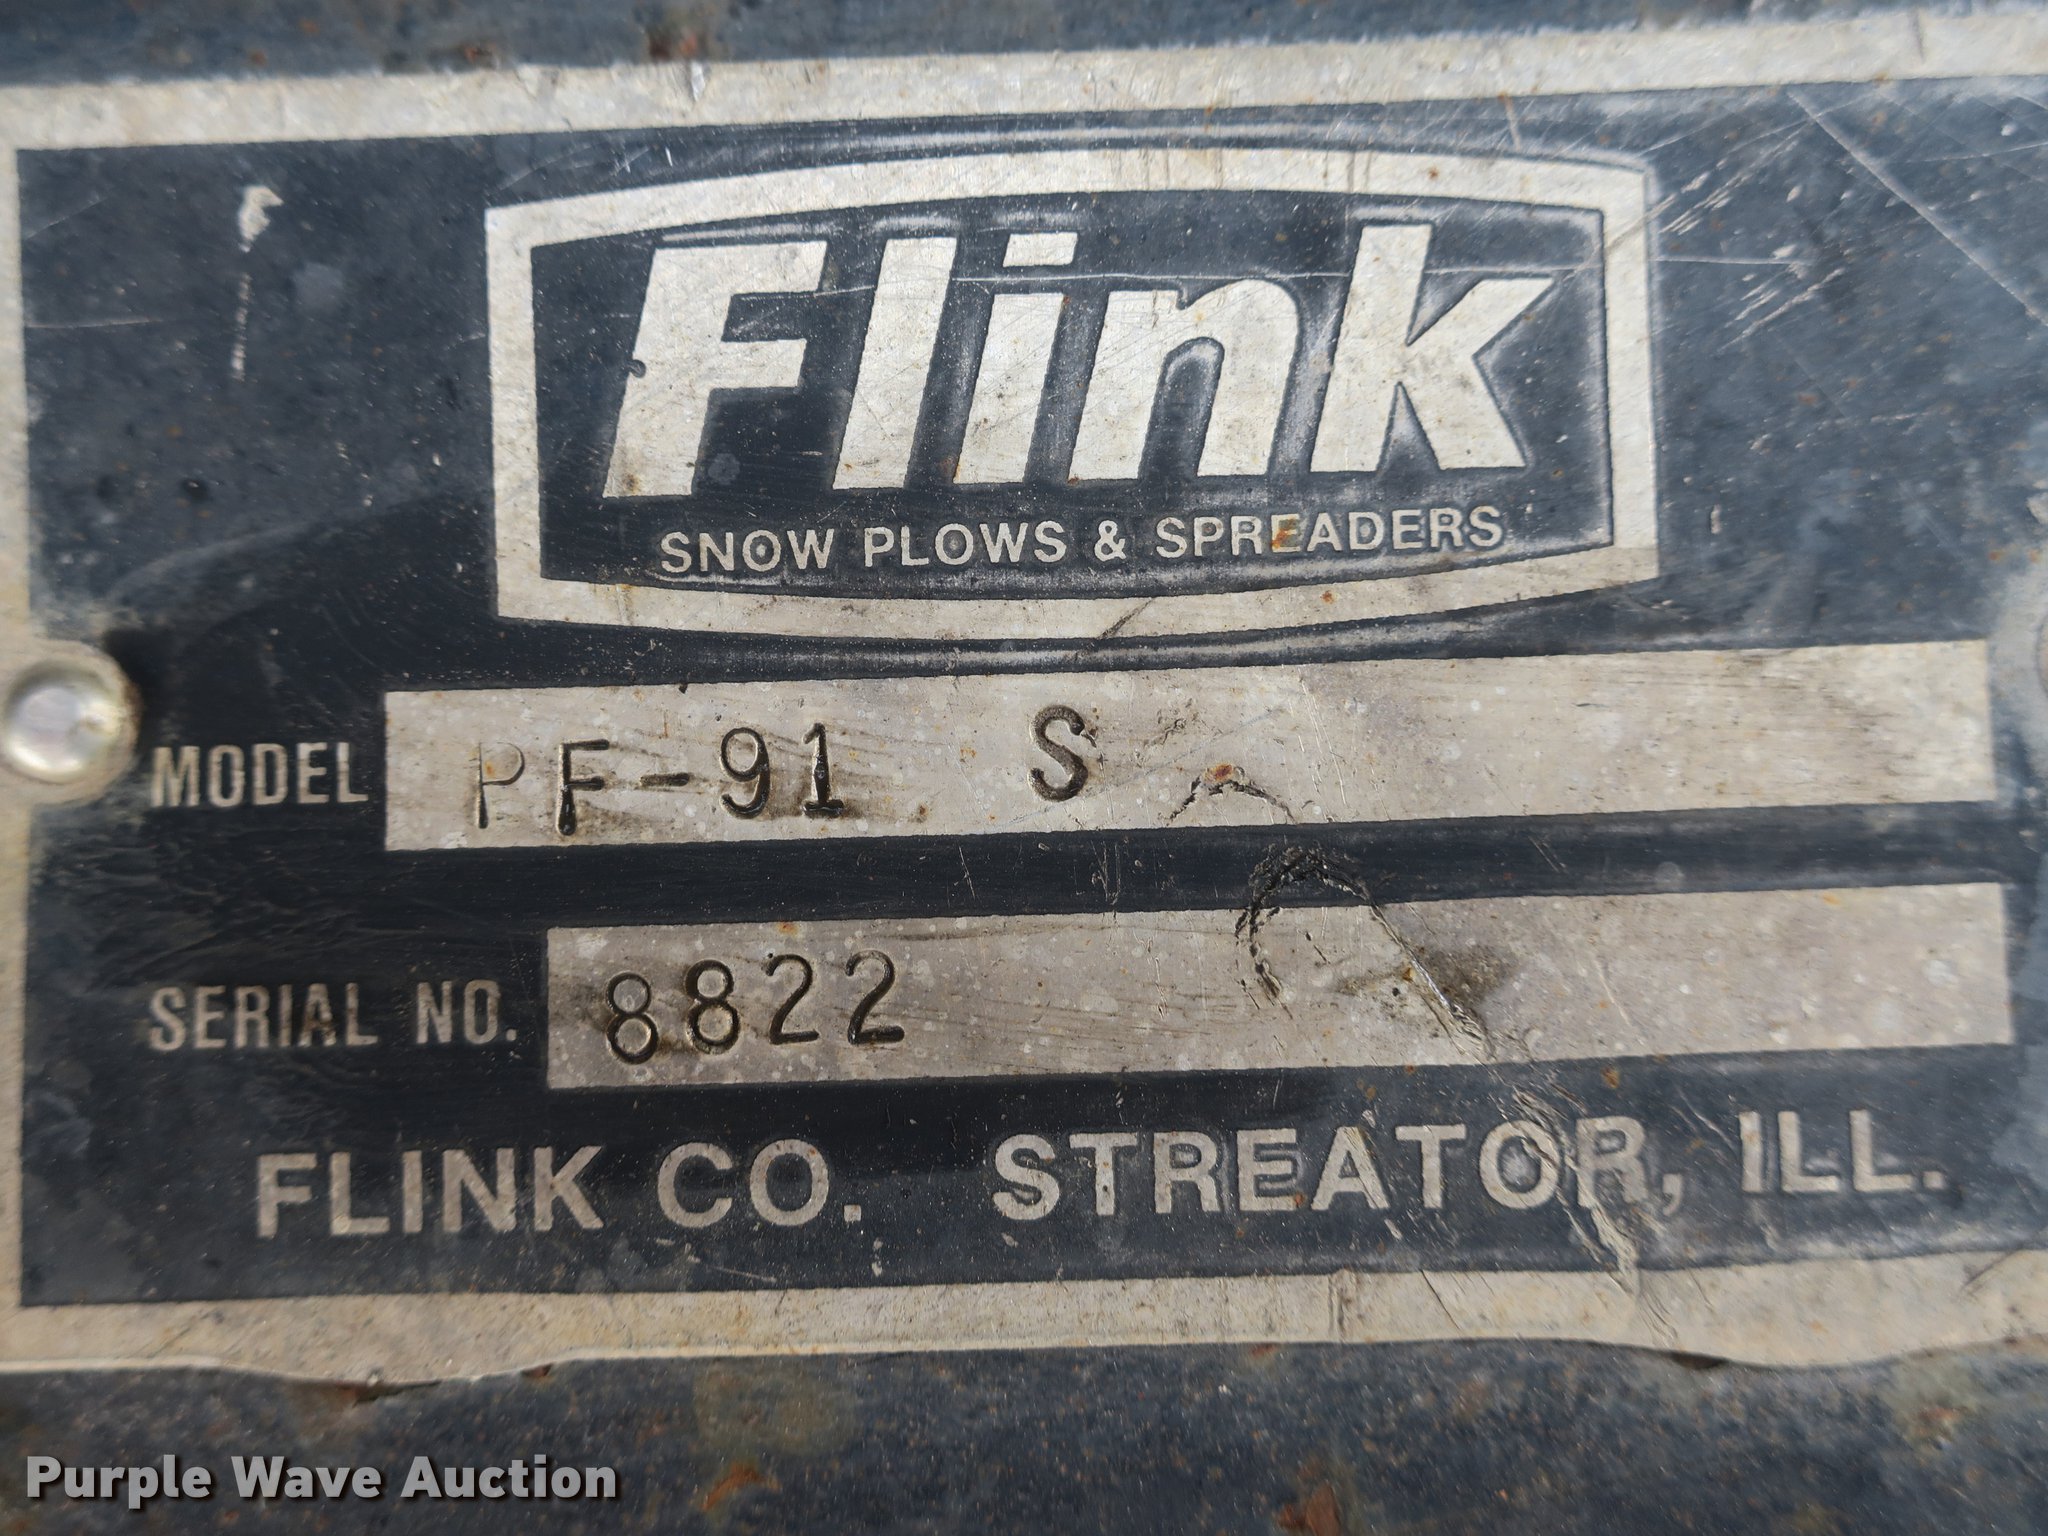 Flink
SNOW PLOWS & SPREADERS
MODEL PF-91 S
SERIAL NO. 8822
FLINK CO. STREATOR, ILL.
Purple Wave Auction